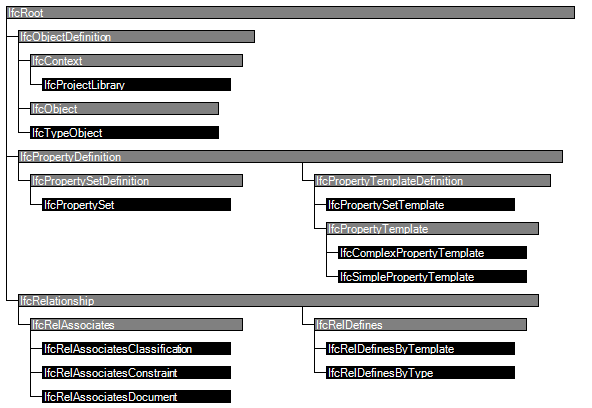 IfcRoot
IfcObjectDefinition
IfcContext
IfcProjectLibrary
IfcObject
IfcTypeObject
IfcPropertyDefinition
IfcPropertySetDefinition
IfcPropertySet
IfcPropertyTemplateDefinition
IfcPropertySetTemplate
IfcPropertyTemplate
IfcComplexPropertyTemplate
IfcSimplePropertyTemplate
IfcRelationship
IfcRelAssociates
IfcRelAssociatesClassification
IfcRelAssociatesConstraint
IfcRelAssociatesDocument
IfcRelDefines
IfcRelDefinesByTemplate
IfcRelDefinesByType